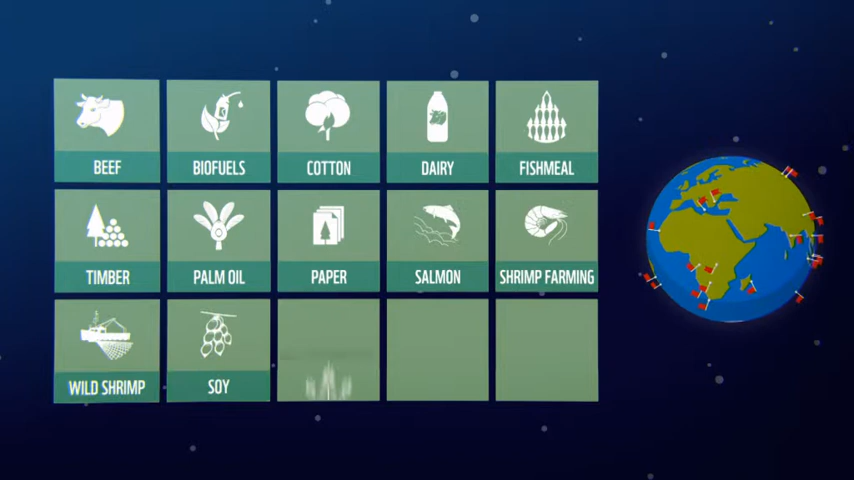 BEEF
BIOFUELS
COTTON
DAIRY
FISHMEAL
TIMBER
PALM OIL
PAPER
SALMON
SHRIMP FARMING
WILD SHRIMP
SOY